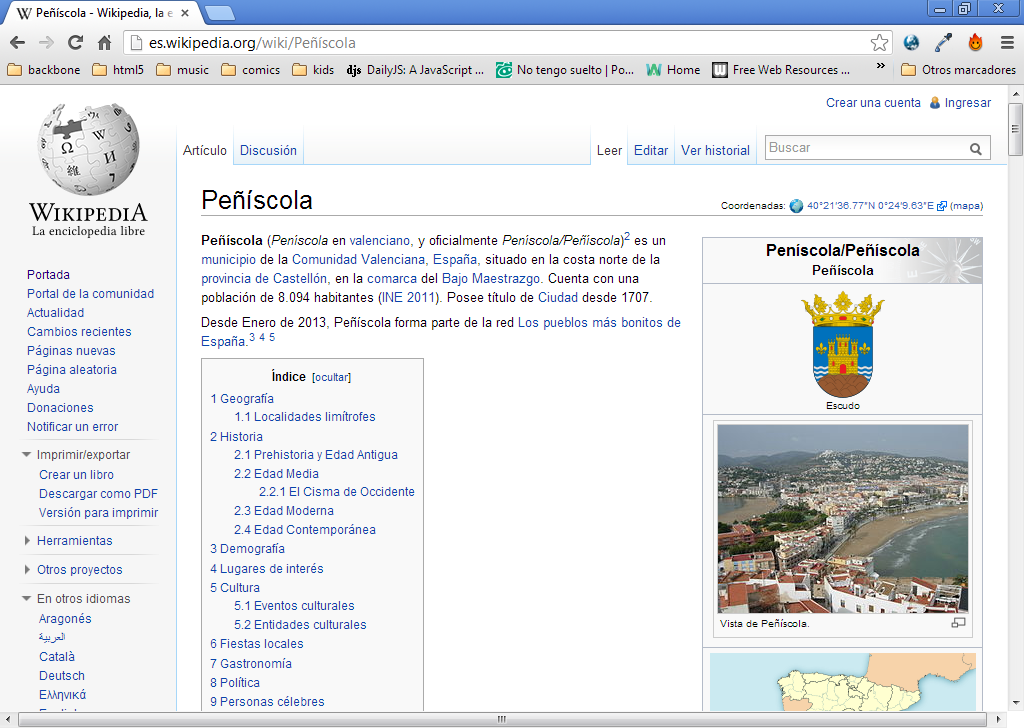 Peñíscola - Wikipedia, la e
es.wikipedia.org/wiki/Peñíscola
backbone html5 music comics kids djs DailyJS: A JavaScript ... No tengo suelto | Po... Home Free Web Resources ... » Otros marcadores
Crear una cuenta Ingresar
Artículo Discusión Leer Editar Ver historial Buscar
WIKIPEDIA
La enciclopedia libre
Portada
Portal de la comunidad
Actualidad
Cambios recientes
Páginas nuevas
Página aleatoria
Ayuda
Donaciones
Notificar un error
Imprimir/exportar
Crear un libro
Descargar como PDF
Versión para imprimir
Herramientas
Otros proyectos
En otros idiomas
Aragonés
العربية
Català
Deutsch
Ελληνικά
English
Peñíscola
Coordenadas: 40°21′36.77″N 0°24′9.63″E (mapa)
Peñíscola (Peníscola en valenciano, y oficialmente Peníscola/Peñíscola)2 es un
municipio de la Comunidad Valenciana, España, situado en la costa norte de la
provincia de Castellón, en la comarca del Bajo Maestrazgo. Cuenta con una
población de 8.094 habitantes (INE 2011). Posee título de Ciudad desde 1707.
Desde Enero de 2013, Peñíscola forma parte de la red Los pueblos más bonitos de
España.3 4 5
Índice [ocultar]
1 Geografía
1.1 Localidades limítrofes
2 Historia
2.1 Prehistoria y Edad Antigua
2.2 Edad Media
2.2.1 El Cisma de Occidente
2.3 Edad Moderna
2.4 Edad Contemporánea
3 Demografía
4 Lugares de interés
5 Cultura
5.1 Eventos culturales
5.2 Entidades culturales
6 Fiestas locales
7 Gastronomía
8 Política
9 Personas célebres
Peníscola/Peñíscola
Peñíscola
Escudo
Vista de Peñíscola.